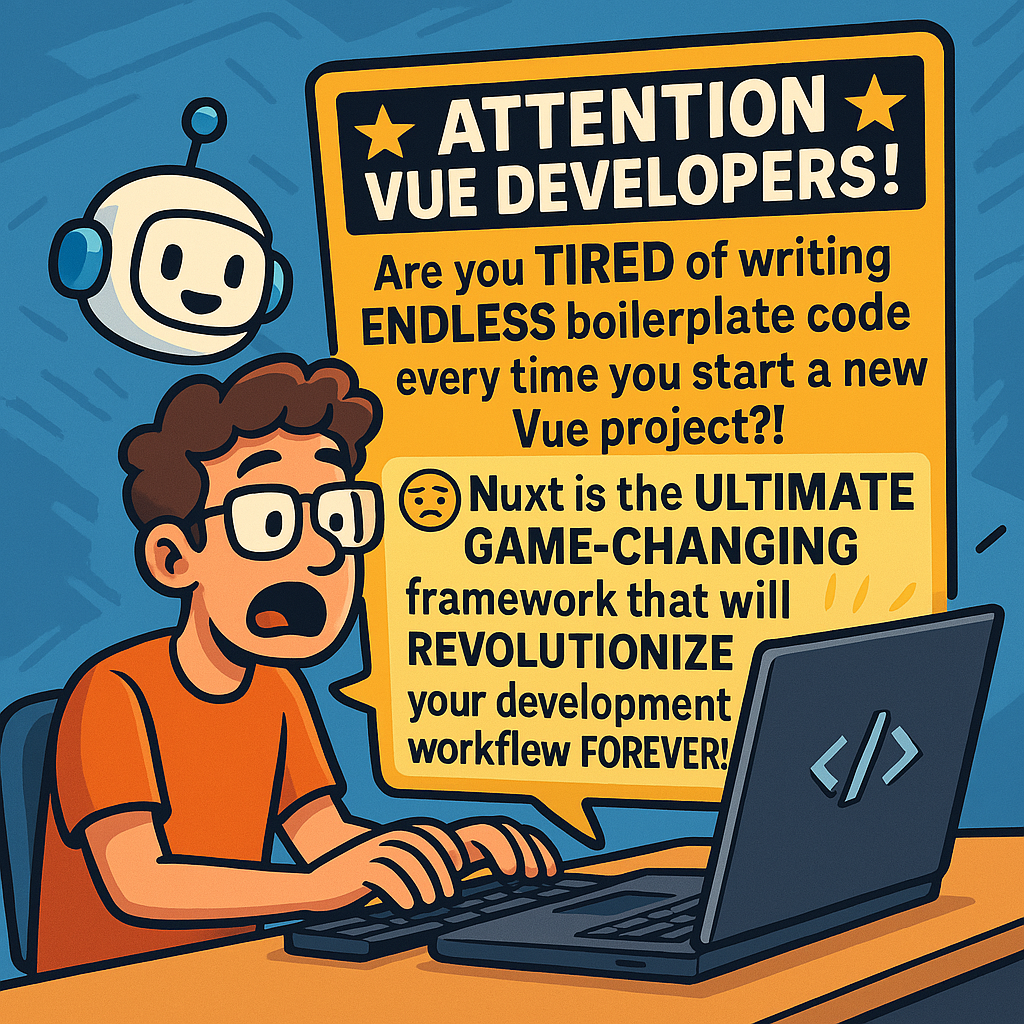 ATTENTION
VUE DEVELOPERS!
Are you TIRED of writing
ENDLESS boilerplate code
every time you start a new
Vue project?!
Nuxt is the ULTIMATE
GAME-CHANGING
framework that will
REVOLUTIONIZE
your development
workflew FOREVER!
</>